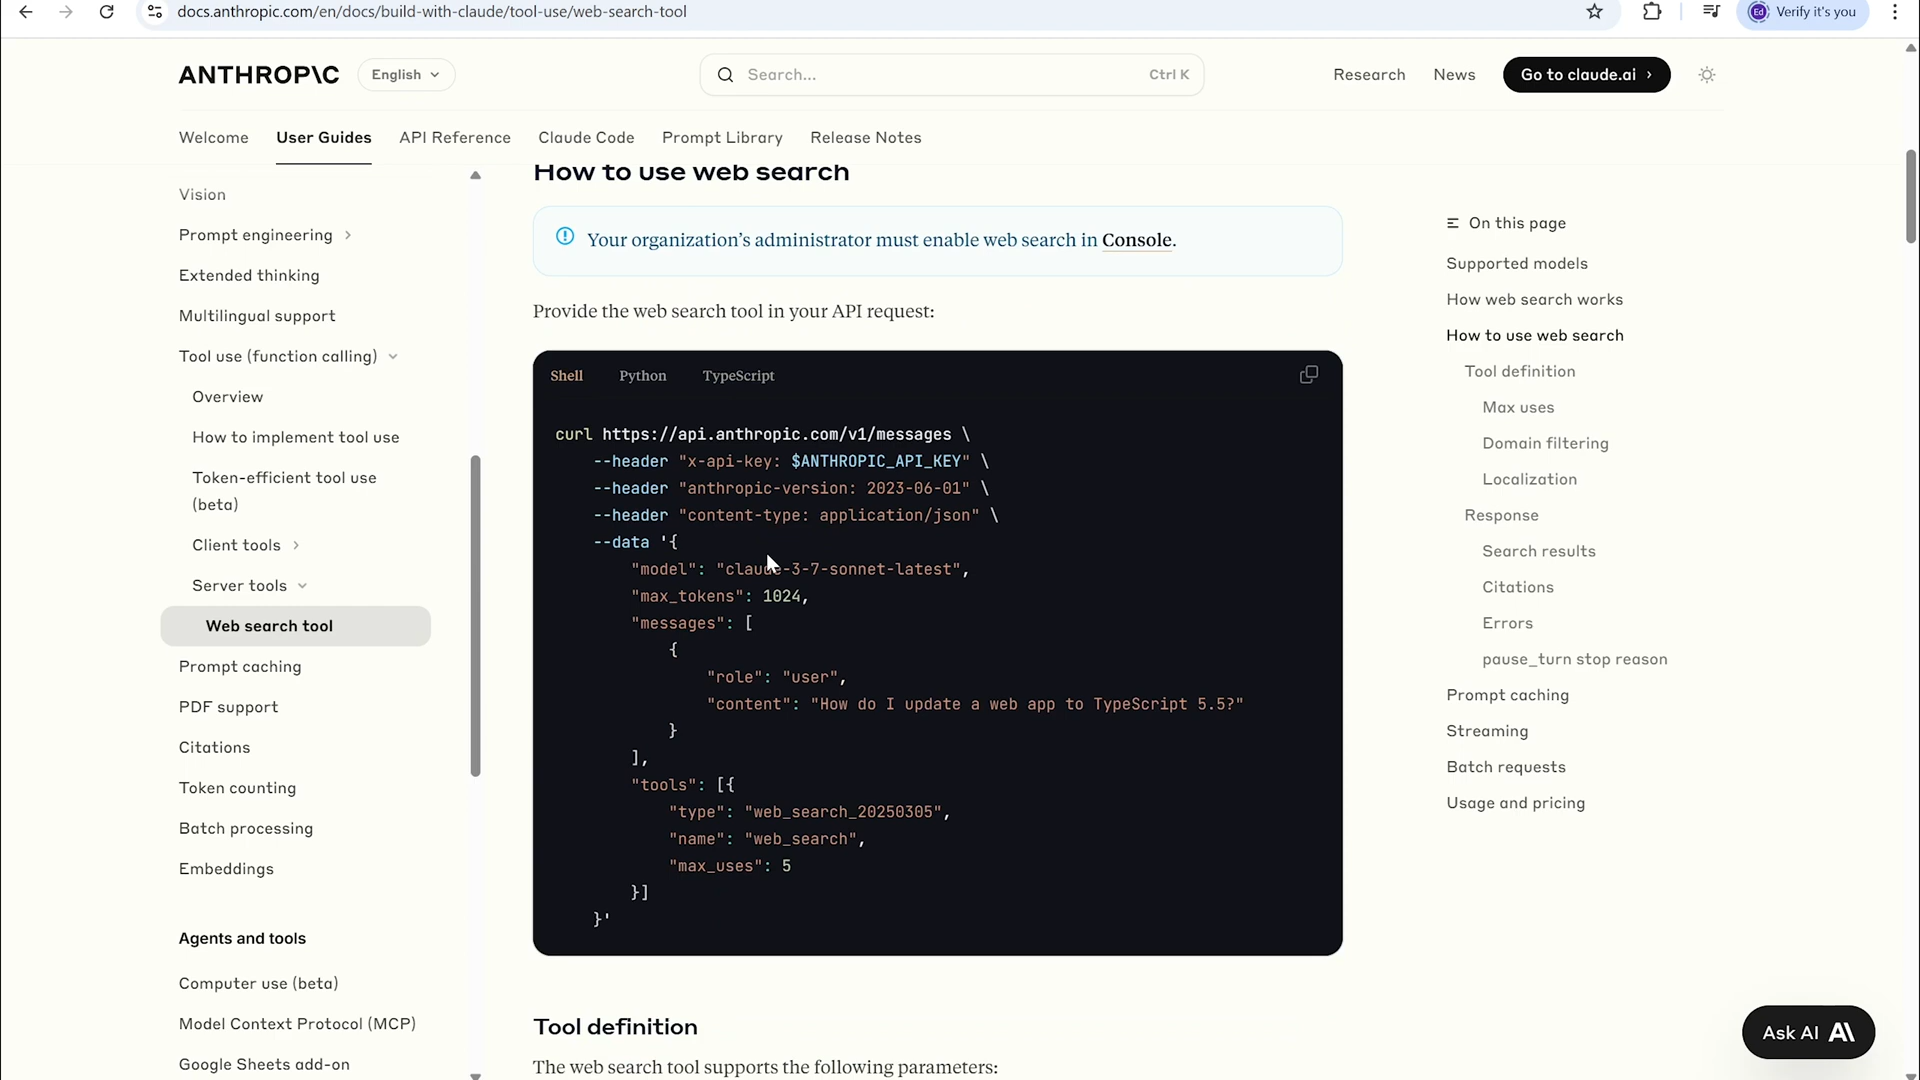 docs.anthropic.com/en/docs/build-with-claude/tool-use/web-search-tool
Ed Verify it's you
ANTHROP\C
English
Search...
Ctrl K
Research
News
Go to claude.ai ›
Welcome
User Guides
API Reference
Claude Code
Prompt Library
Release Notes
Vision
Prompt engineering
Extended thinking
Multilingual support
Tool use (function calling)
Overview
How to implement tool use
Token-efficient tool use
(beta)
Client tools
Server tools
Web search tool
Prompt caching
PDF support
Citations
Token counting
Batch processing
Embeddings
Agents and tools
Computer use (beta)
Model Context Protocol (MCP)
Google Sheets add-on
How to use web search
Your organization’s administrator must enable web search in Console.
Provide the web search tool in your API request:
Shell Python TypeScript
curl https://api.anthropic.com/v1/messages \
--header "x-api-key: $ANTHROPIC_API_KEY" \
--header "anthropic-version: 2023-06-01" \
--header "content-type: application/json" \
--data '{
"model": "claude-3-7-sonnet-latest",
"max_tokens": 1024,
"messages": [
{
"role": "user",
"content": "How do I update a web app to TypeScript 5.5?"
}
],
"tools": [{
"type": "web_search_20250305",
"name": "web_search",
"max_uses": 5
}]
}'
Tool definition
The web search tool supports the following parameters:
On this page
Supported models
How web search works
How to use web search
Tool definition
Max uses
Domain filtering
Localization
Response
Search results
Citations
Errors
pause_turn stop reason
Prompt caching
Streaming
Batch requests
Usage and pricing
Ask AI